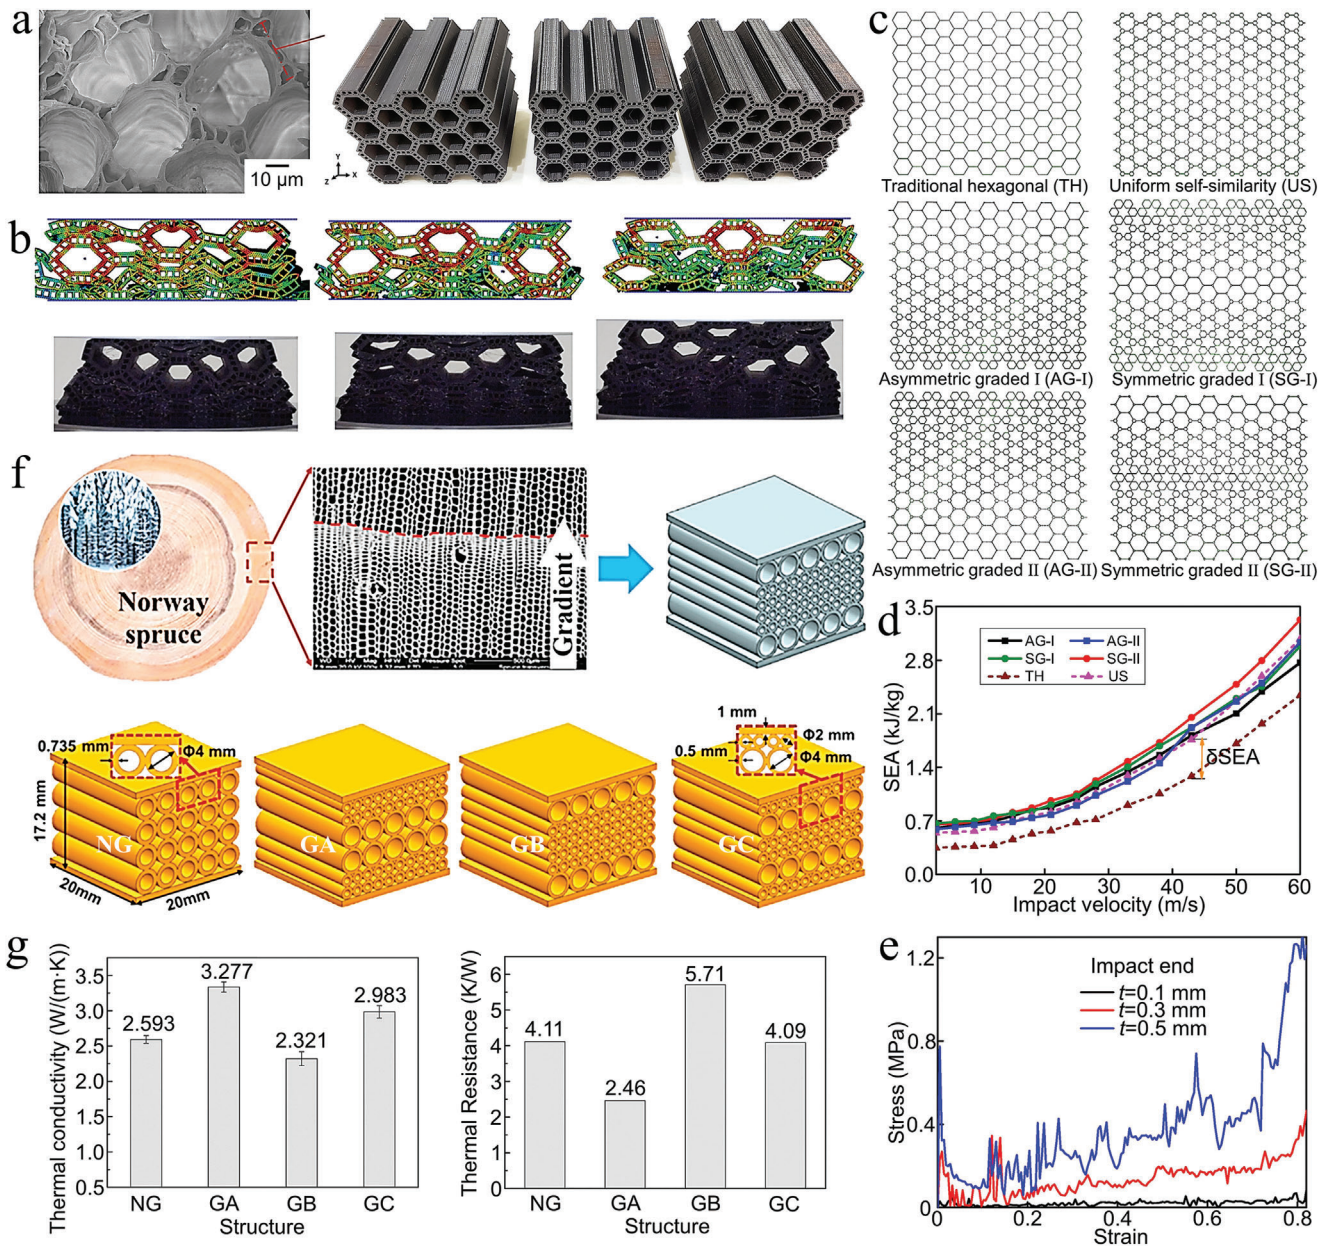 a
10 μm
Y
X
Z
b
c
Traditional hexagonal (TH)
Uniform self-similarity (US)
Asymmetric graded I (AG-I)
Symmetric graded I (SG-I)
Asymmetric graded II (AG-II)
Symmetric graded II (SG-II)
f
Norway
spruce
Gradient
d
3.5
2.8
2.1
1.4
0.7
0.0
SEA (kJ/kg)
AG-I
AG-II
SG-I
SG-II
TH
US
δSEA
10
20
30
40
50
60
Impact velocity (m/s)
0.735 mm
Φ4 mm
17.2 mm
20mm
20mm
NG
GA
GB
1 mm
0.5 mm
Φ2 mm
Φ4 mm
GC
e
1.2
0.8
0.4
0
Stress (MPa)
Impact end
t=0.1 mm
t=0.3 mm
t=0.5 mm
0
0.2
0.4
0.6
0.8
Strain
g
Thermal conductivity (W/(m·K))
3.5
3.0
2.5
2.0
1.5
1.0
0.5
2.593
3.277
2.321
2.983
NG
GA
GB
GC
Structure
Thermal Resistance (K/W)
6
5
4
3
2
1
0
4.11
2.46
5.71
4.09
NG
GA
GB
GC
Structure